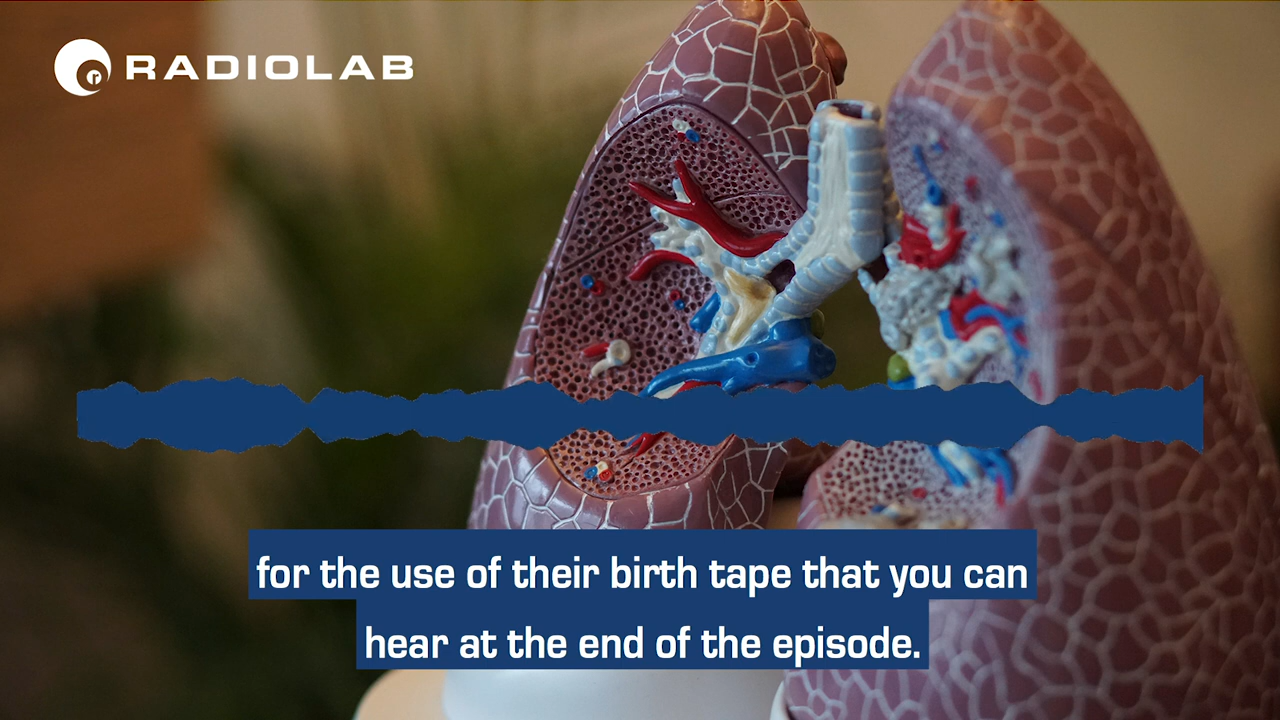 RADIOLAB
for the use of their birth tape that you can
hear at the end of the episode.